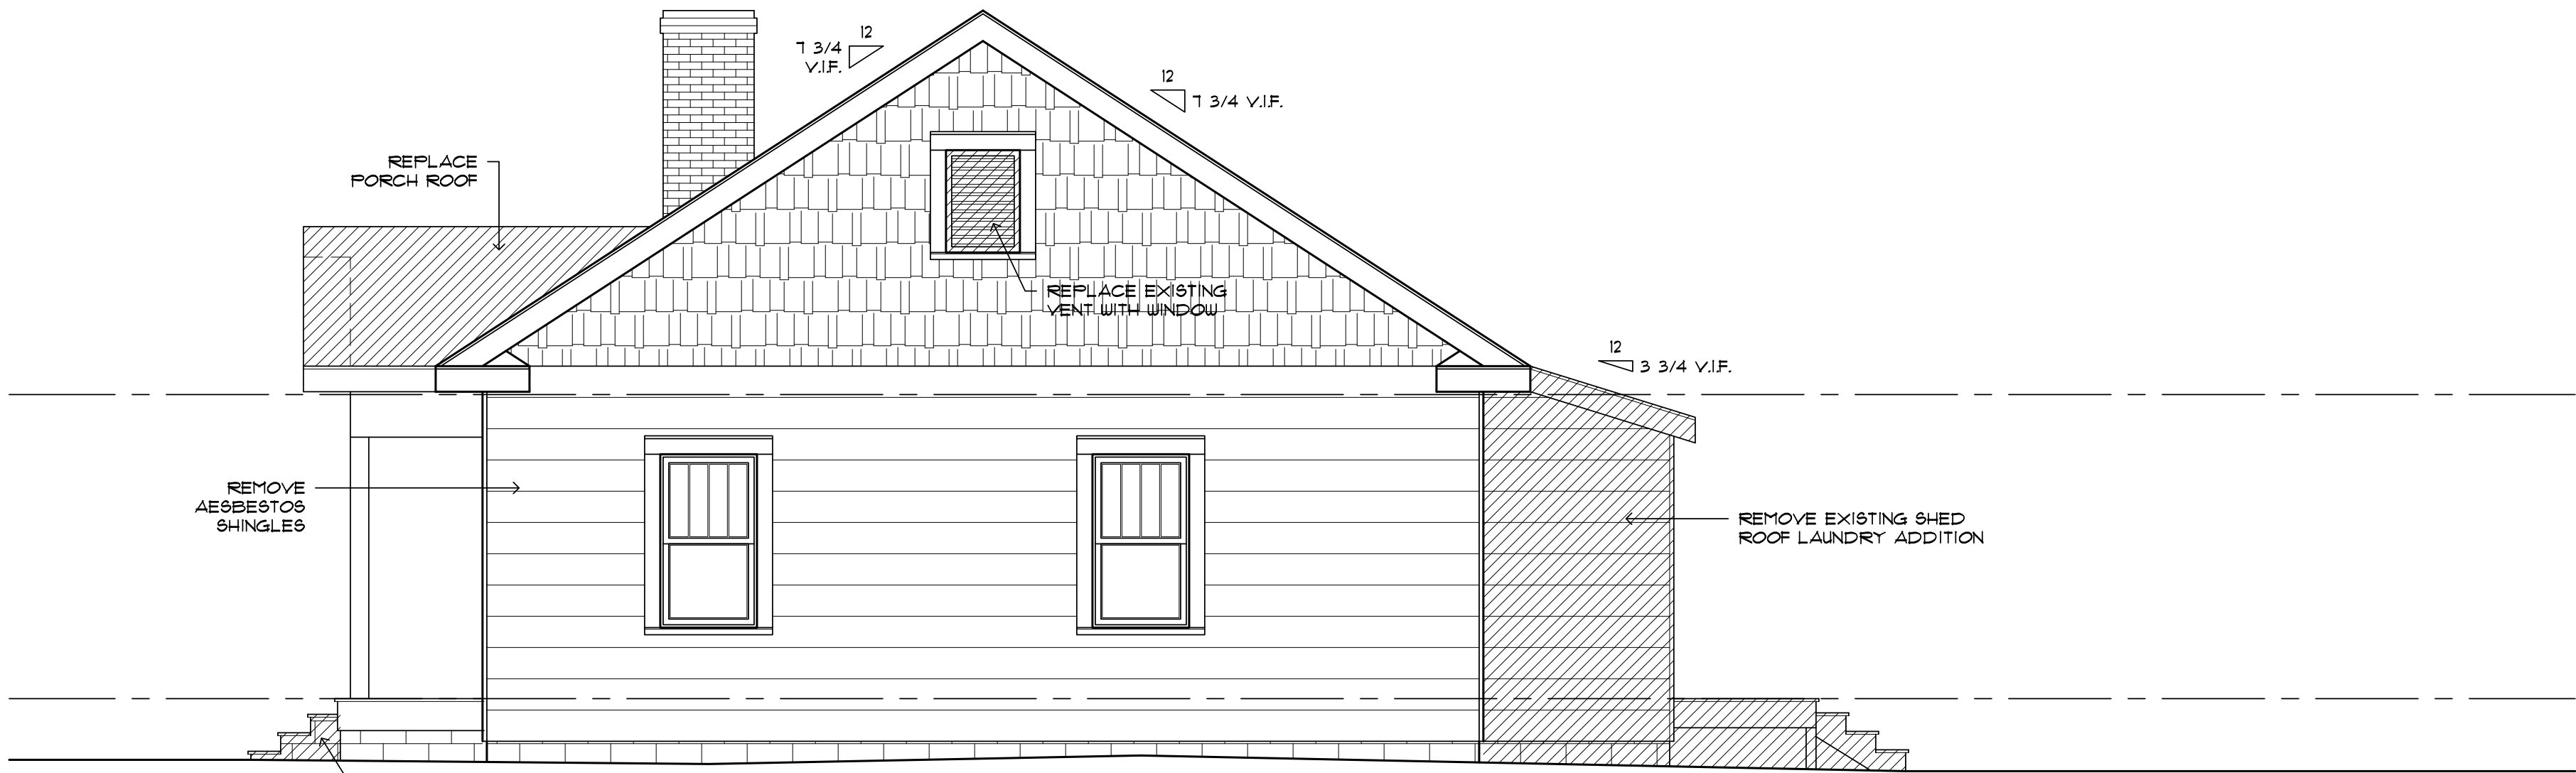 12
7 3/4
V.I.F.
12
7 3/4 V.I.F.
REPLACE
PORCH ROOF
REPLACE EXISTING
VENT WITH WINDOW
12
3 3/4 V.I.F.
REMOVE
AESBESTOS
SHINGLES
REMOVE EXISTING SHED
ROOF LAUNDRY ADDITION